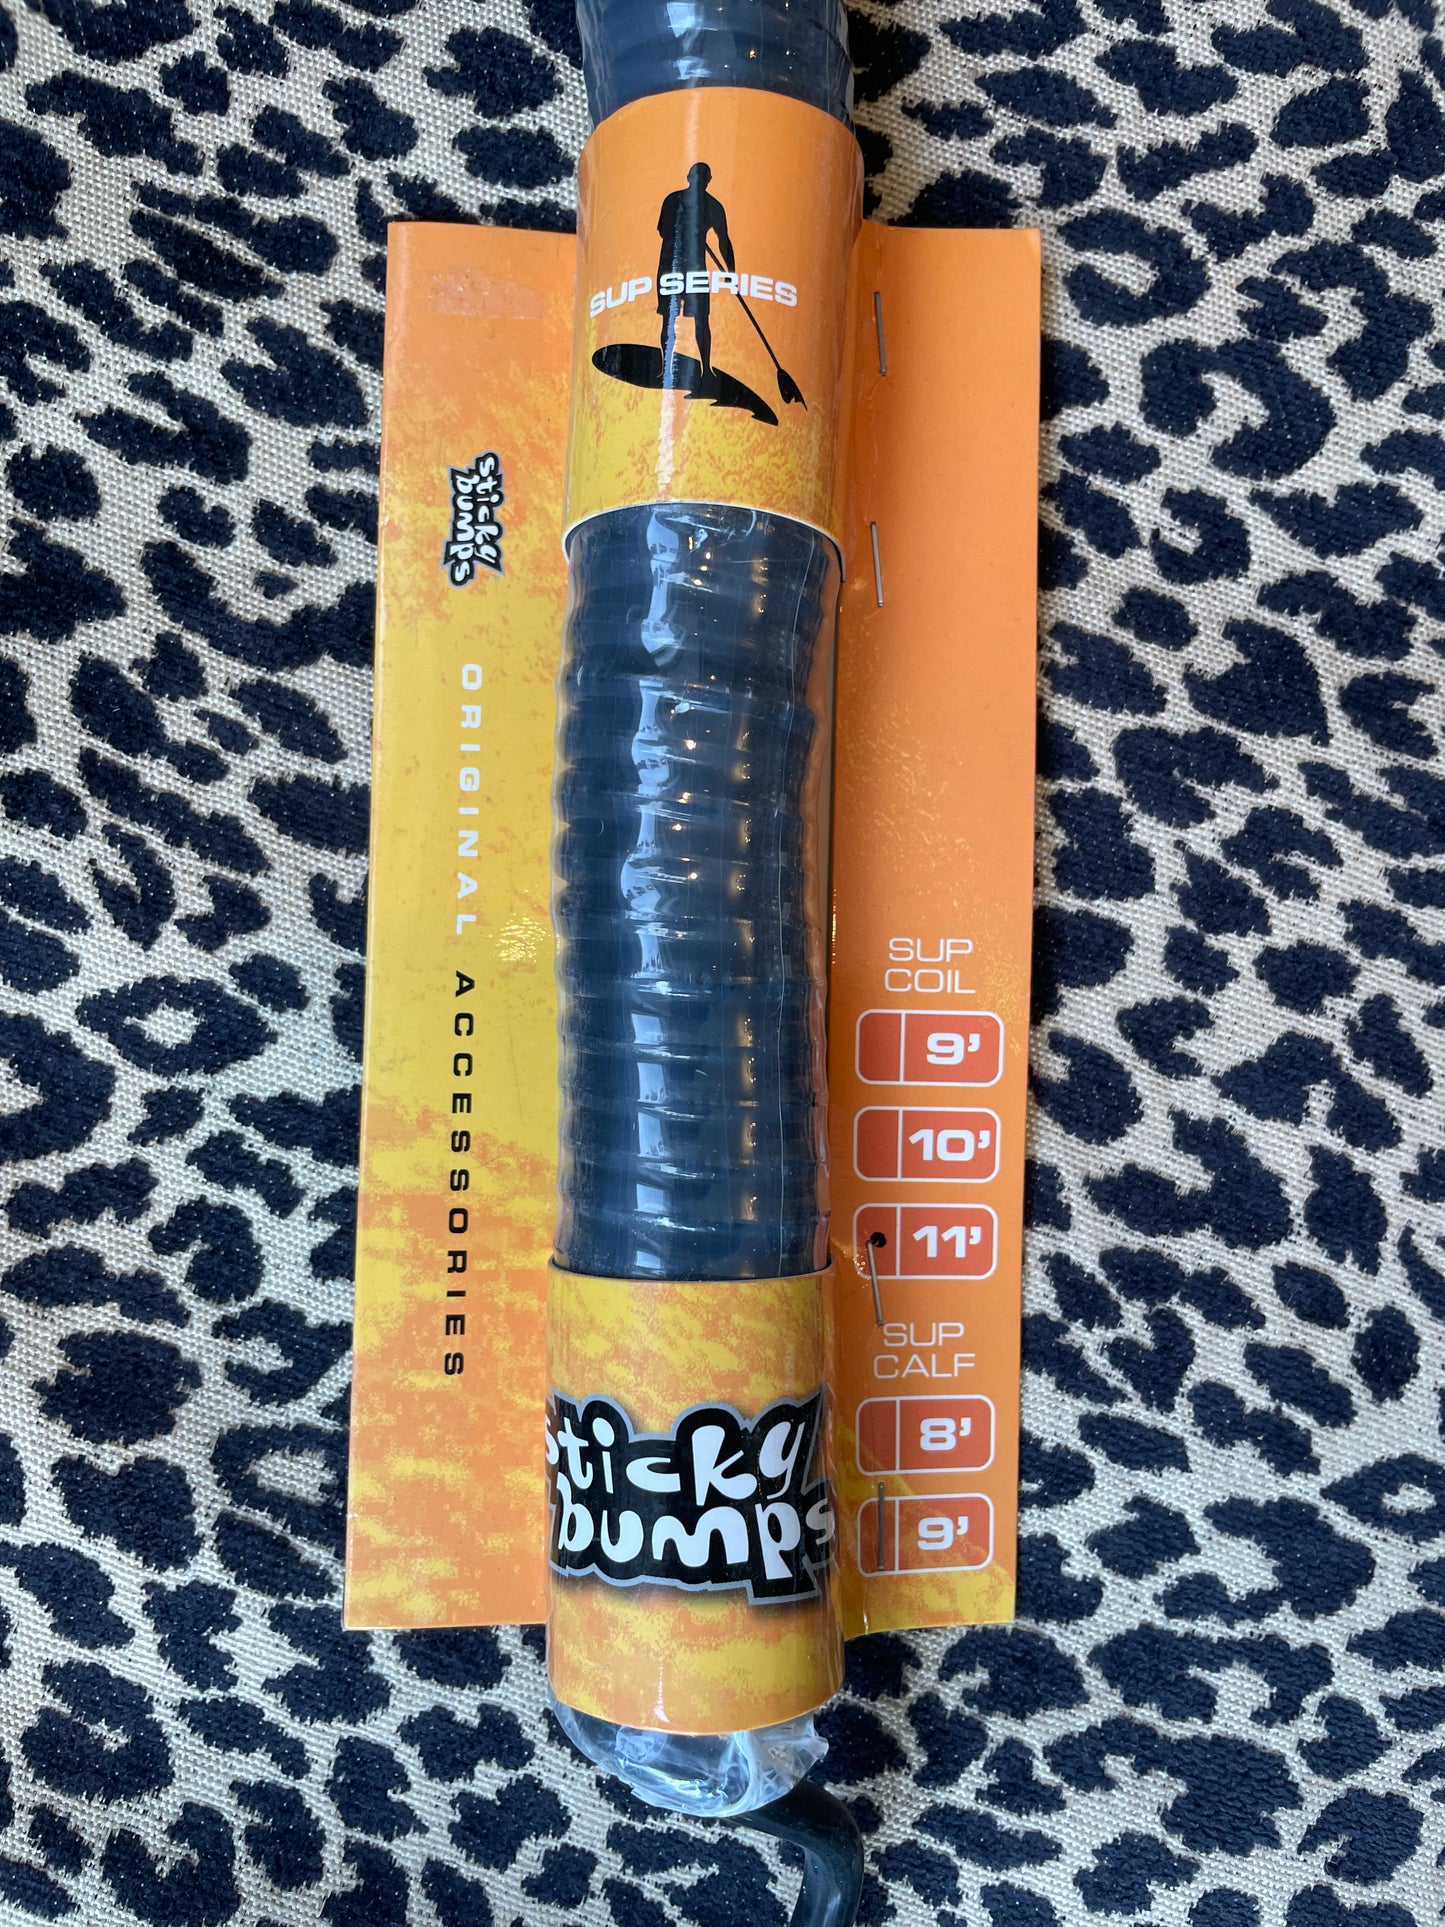 SUP SERIES
sticky
bumps
ORIGINAL ACCESSORIES
SUP
COIL
9'
10'
11'
SUP
CALF
8'
9'
sticky
bumps